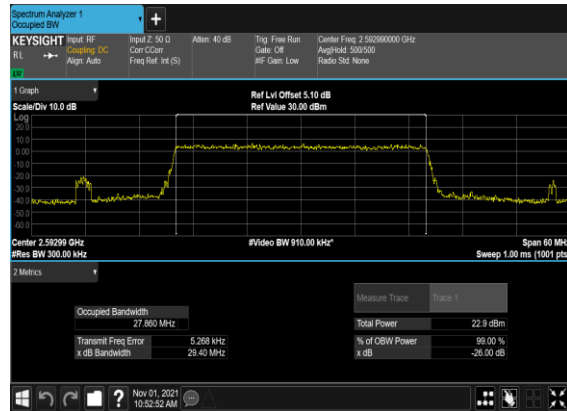 Spectrum Analyzer 1
Occupied BW
+
KEYSIGHT Input: RF Input Z: 50 Ω Atten: 40 dB Trig: Free Run Center Freq: 2.592990000 GHz
RL Coupling: DC Corr CCorr Gate: Off Avg|Hold: 500/500
Align: Auto Freq Ref: Int (S) #IF Gain: Low Radio Std: None
LW
1 Graph
Ref Lvl Offset 5.10 dB
Scale/Div 10.0 dB Ref Value 30.00 dBm
Log
20.0
10.0
0.00
-10.0
-20.0
-30.0
-40.0
-50.0
-60.0
Center 2.59299 GHz #Video BW 910.00 kHz* Span 60 MHz
#Res BW 300.00 kHz Sweep 1.00 ms (1001 pts
2 Metrics
Measure Trace Trace 1
Occupied Bandwidth
27.860 MHz Total Power 22.9 dBm
Transmit Freq Error 5.268 kHz % of OBW Power 99.00 %
x dB Bandwidth 29.40 MHz x dB -26.00 dB
? Nov 01, 2021
10:52:52 AM